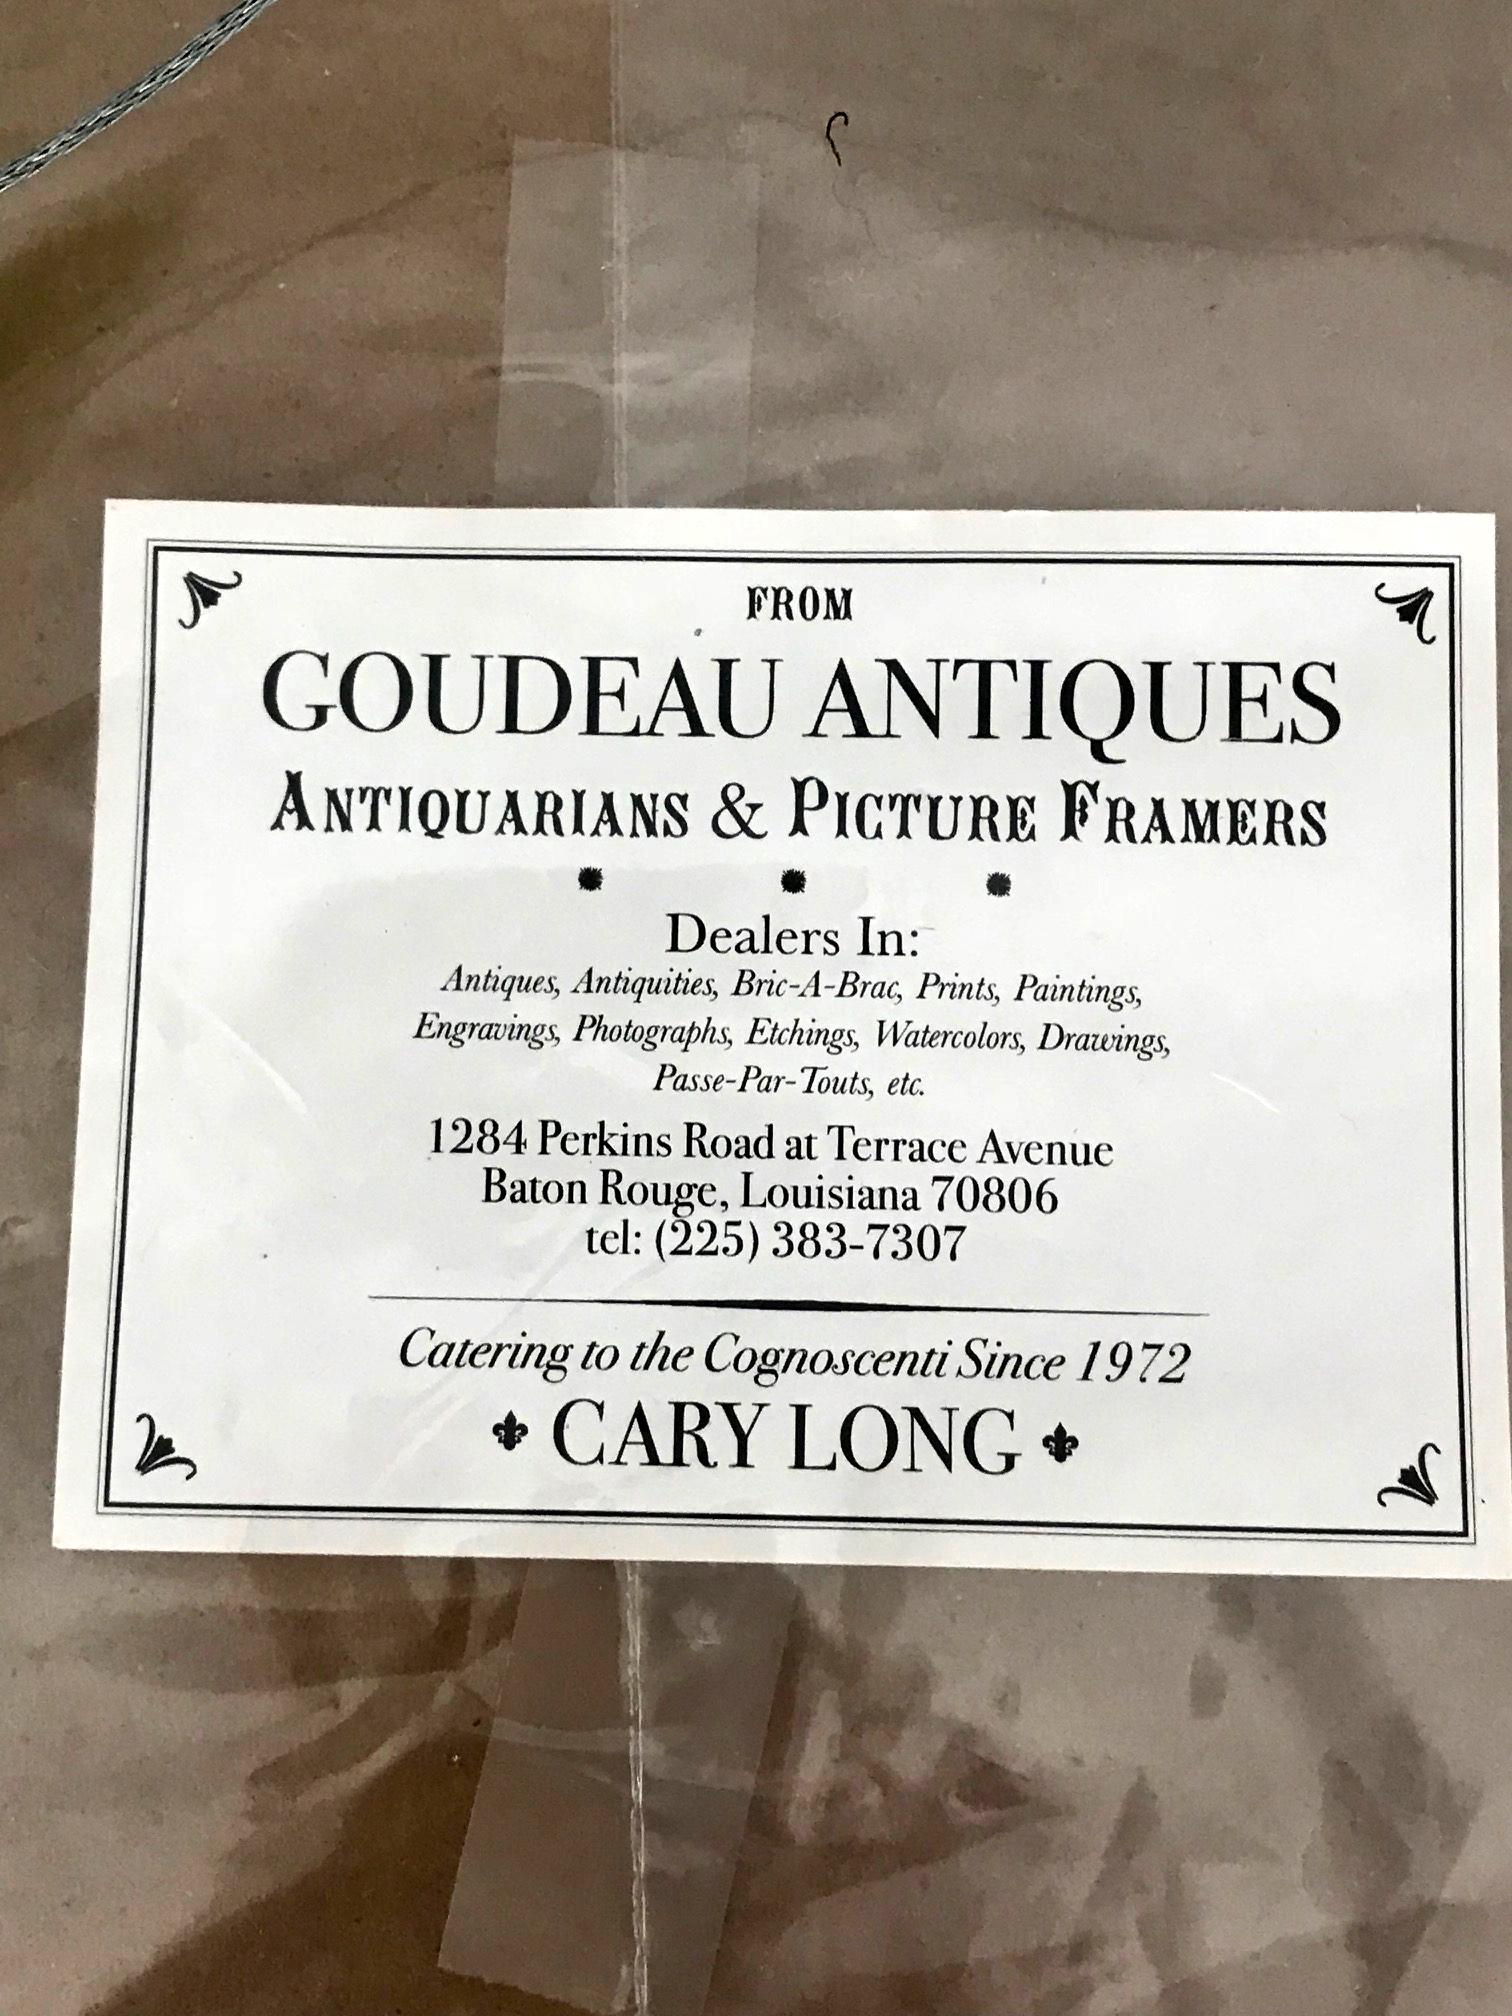 FROM
GOUDEAU ANTIQUES
ANTIQUARIANS & PICTURE FRAMERS
Dealers In:
Antiques, Antiquities, Bric-A-Brac, Prints, Paintings,
Engravings, Photographs, Etchings, Watercolors, Drawings,
Passe-Par-Touts, etc.
1284 Perkins Road at Terrace Avenue
Baton Rouge, Louisiana 70806
tel: (225) 383-7307
Catering to the Cognoscenti Since 1972
CARY LONG